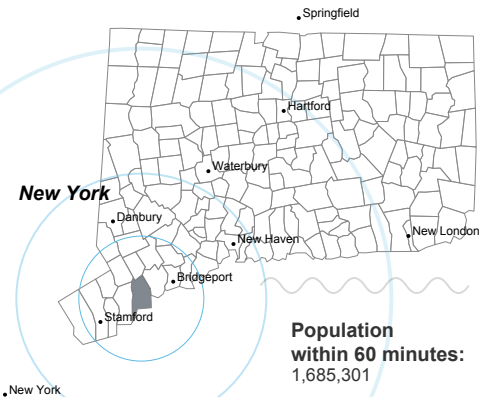 Springfield
Hartford
Waterbury
New York
Danbury
New Haven
New London
Bridgeport
Stamford
Population
within 60 minutes:
1,685,301
New York